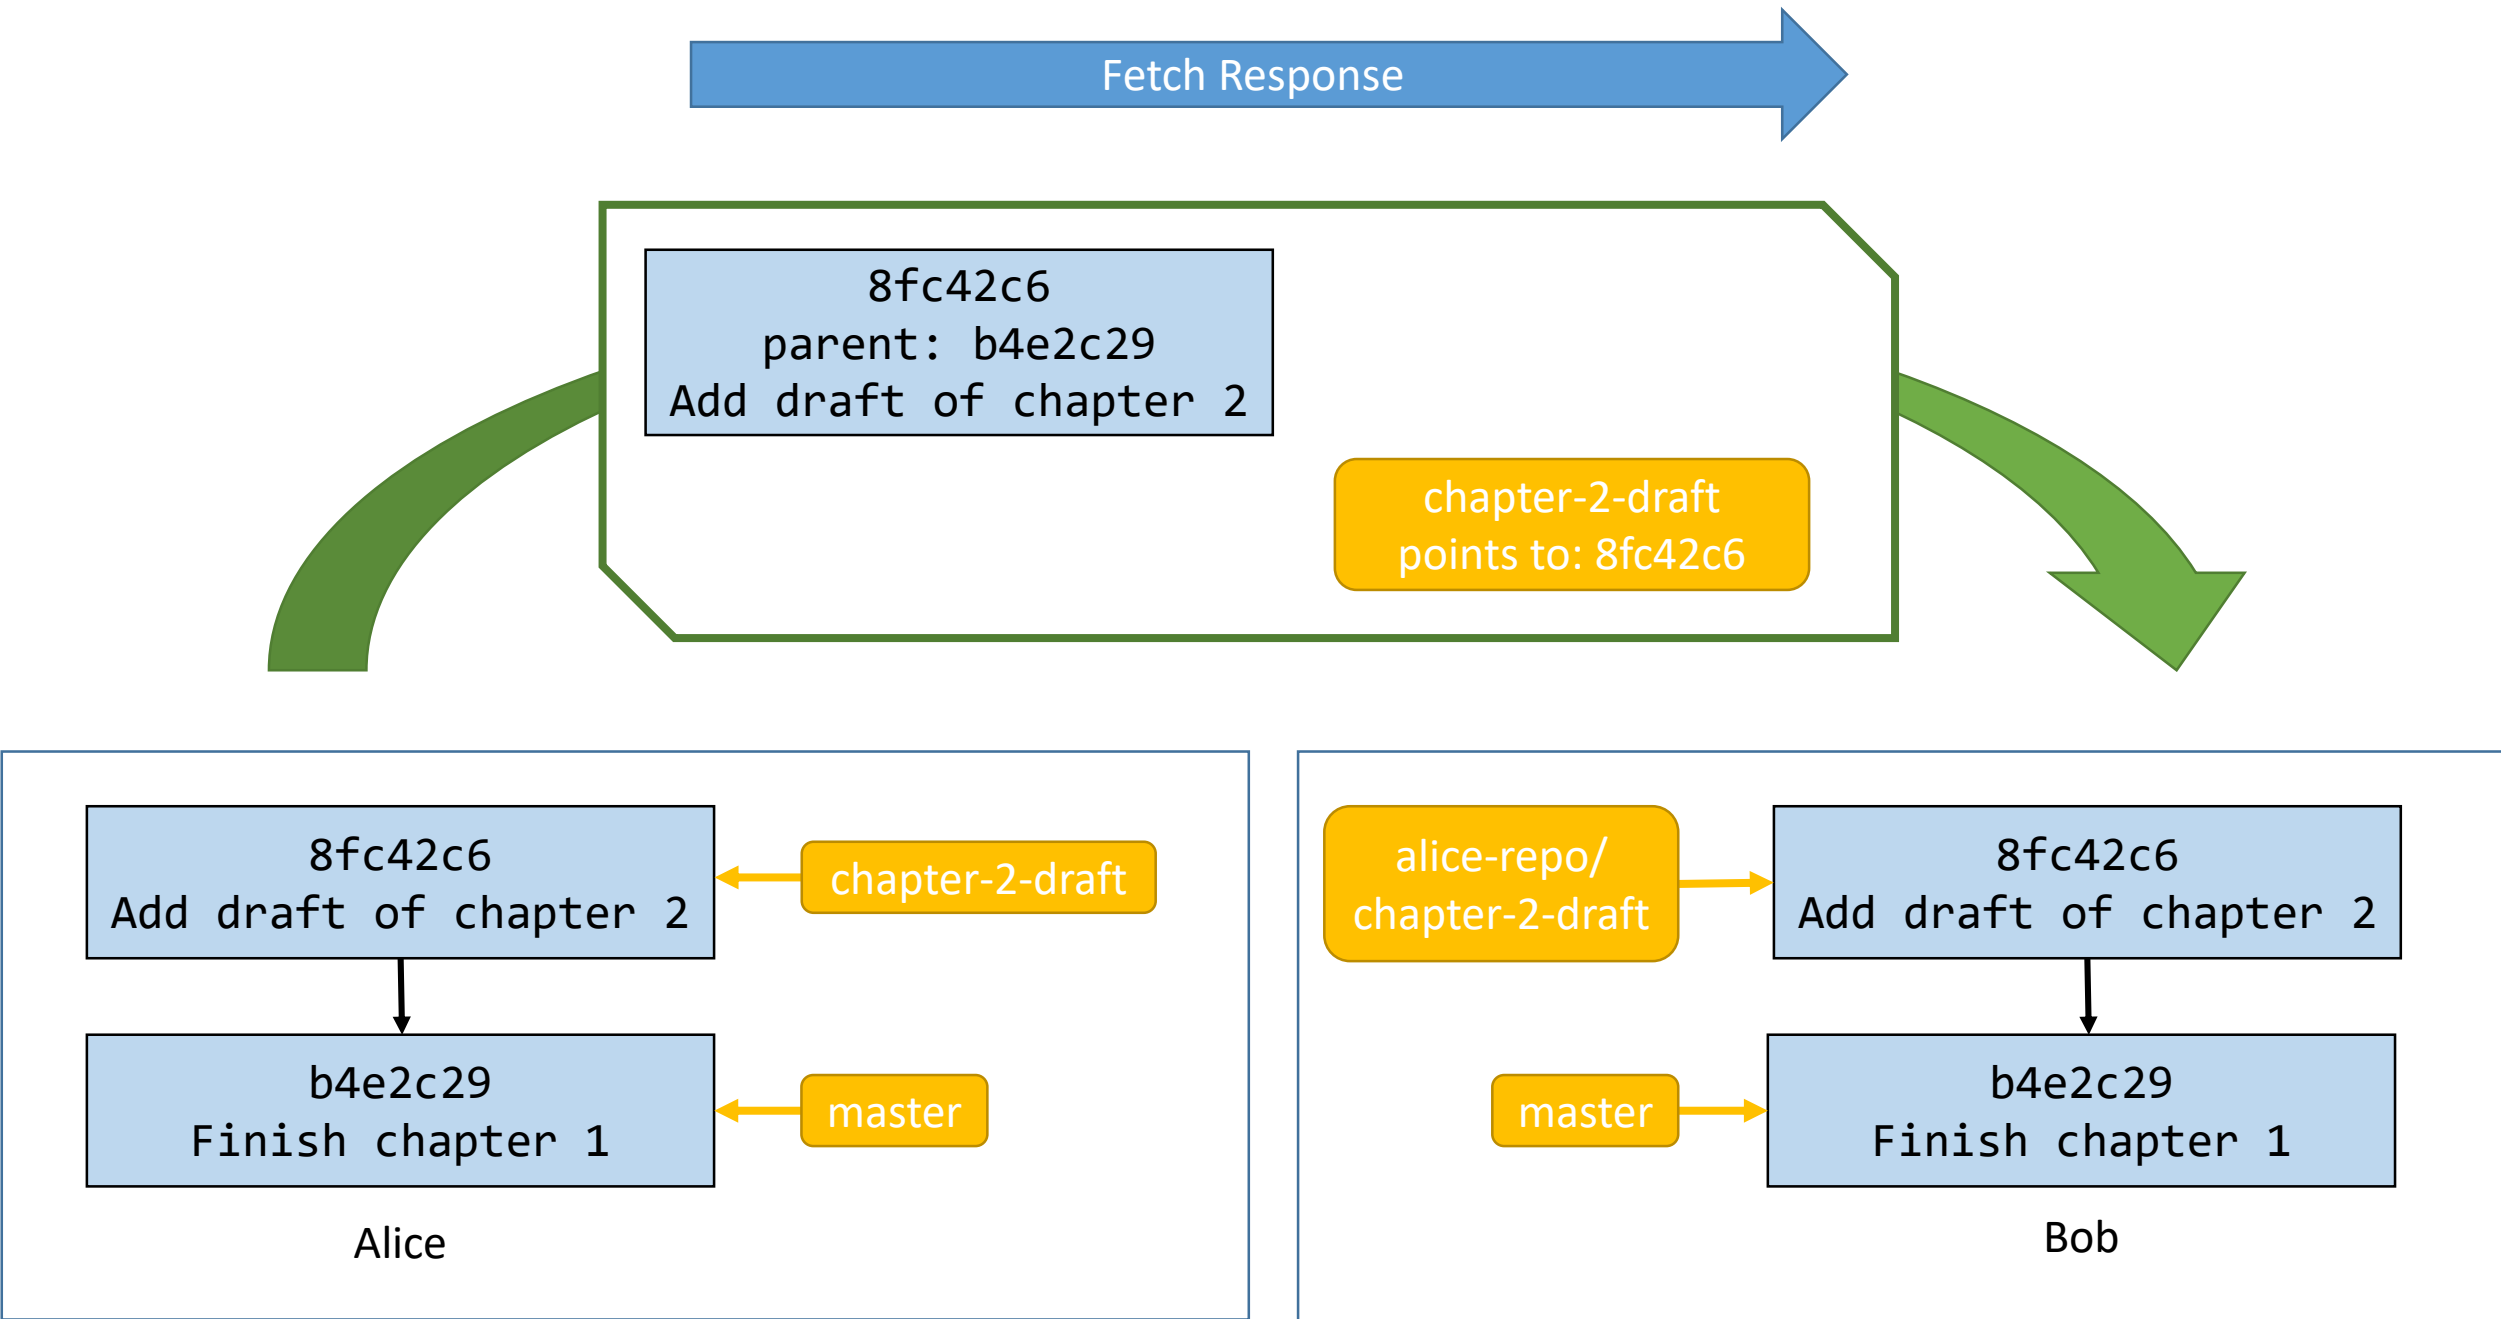 Fetch Response
8fc42c6
parent: b4e2c29
Add draft of chapter 2
chapter-2-draft
points to: 8fc42c6
8fc42c6
Add draft of chapter 2
chapter-2-draft
b4e2c29
Finish chapter 1
master
Alice
alice-repo/
chapter-2-draft
8fc42c6
Add draft of chapter 2
master
b4e2c29
Finish chapter 1
Bob